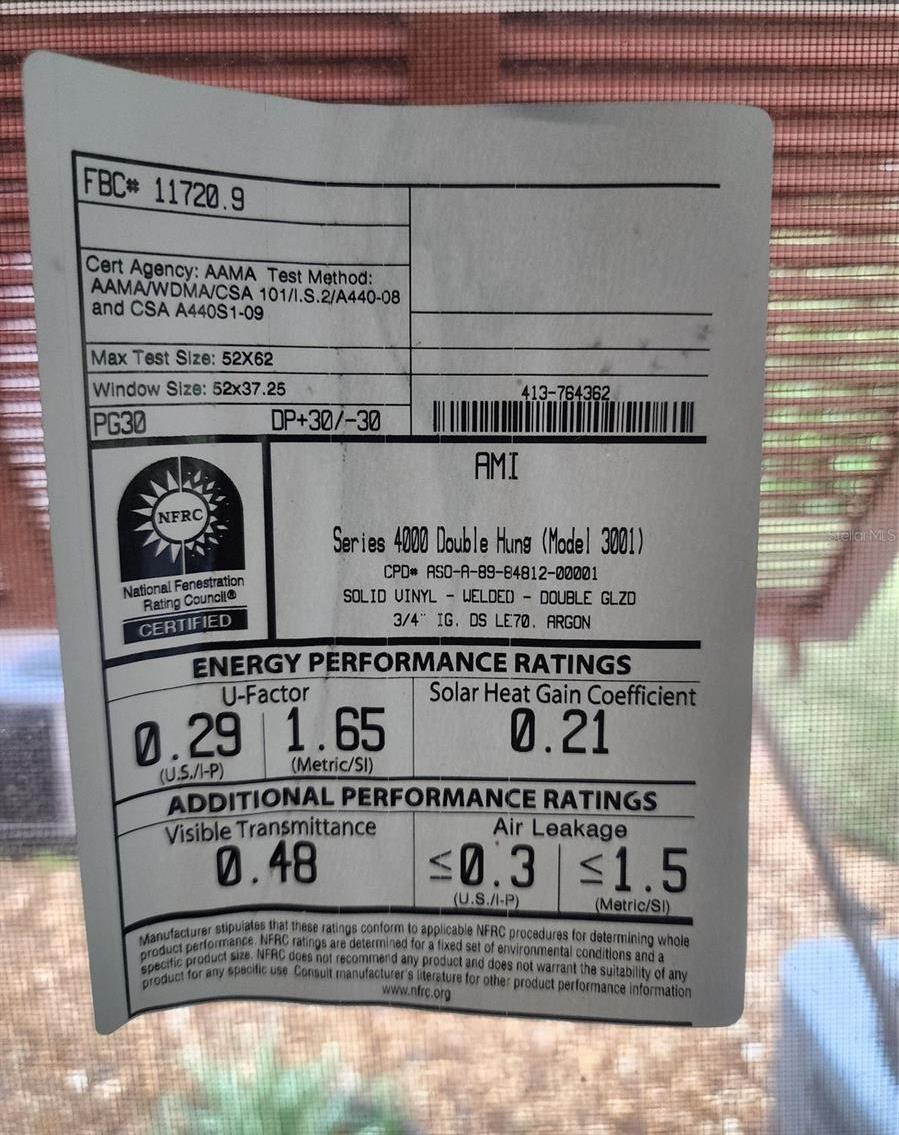 FBC# 11720.9
Cert Agency: AAMA Test Method:
AAMA/WDMA/CSA 101/I.S.2/A440-08
and CSA A440S1-09
Max Test Size: 52X62
Window Size: 52x37.25
PG30 DP+30/-30
413-764362
NFRC
National Fenestration
Rating Council®
CERTIFIED
AMI
Series 4000 Double Hung (Model 3001)
CPD# ASO-A-89-84812-00001
SOLID VINYL - WELDED - DOUBLE GLZD
3/4" IG. DS LE70. ARGON
ENERGY PERFORMANCE RATINGS
U-Factor
0.29 1.65
(U.S./I-P) (Metric/SI)
Solar Heat Gain Coefficient
0.21
ADDITIONAL PERFORMANCE RATINGS
Visible Transmittance
0.48
Air Leakage
≤0.3 ≤1.5
(U.S./I-P) (Metric/SI)
Manufacturer stipulates that these ratings conform to applicable NFRC procedures for determining whole
product performance. NFRC ratings are determined for a fixed set of environmental conditions and a
specific product size. NFRC does not recommend any product and does not warrant the suitability of any
product for any specific use. Consult manufacturer's literature for other product performance information
www.nfrc.org
StellarMLS